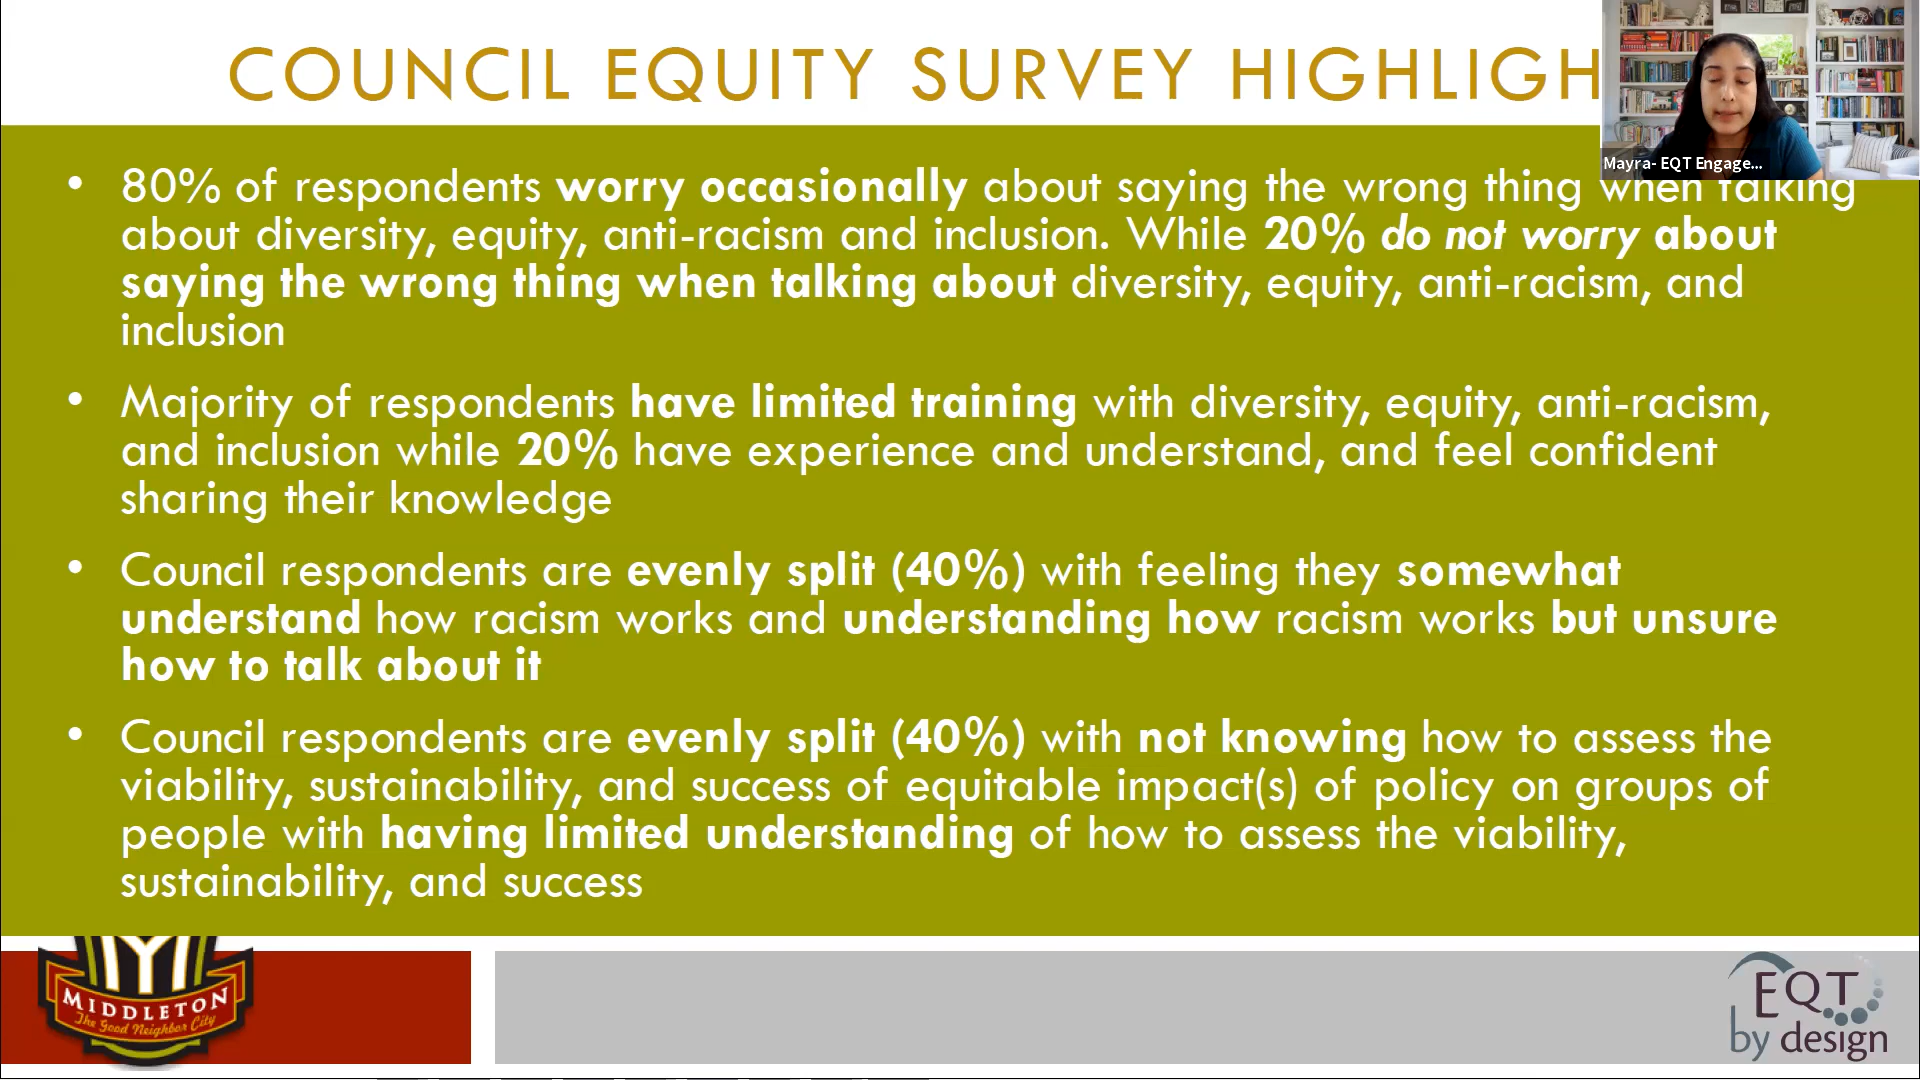 COUNCIL EQUITY SURVEY HIGHLIGH
Mayra- EQT Engage...
• 80% of respondents worry occasionally about saying the wrong thing when talking
about diversity, equity, anti-racism and inclusion. While 20% do not worry about
saying the wrong thing when talking about diversity, equity, anti-racism, and
inclusion
• Majority of respondents have limited training with diversity, equity, anti-racism,
and inclusion while 20% have experience and understand, and feel confident
sharing their knowledge
• Council respondents are evenly split (40%) with feeling they somewhat
understand how racism works and understanding how racism works but unsure
how to talk about it
• Council respondents are evenly split (40%) with not knowing how to assess the
viability, sustainability, and success of equitable impact(s) of policy on groups of
people with having limited understanding of how to assess the viability,
sustainability, and success
MIDDLETON
The Good Neighbor City
EQT
by design